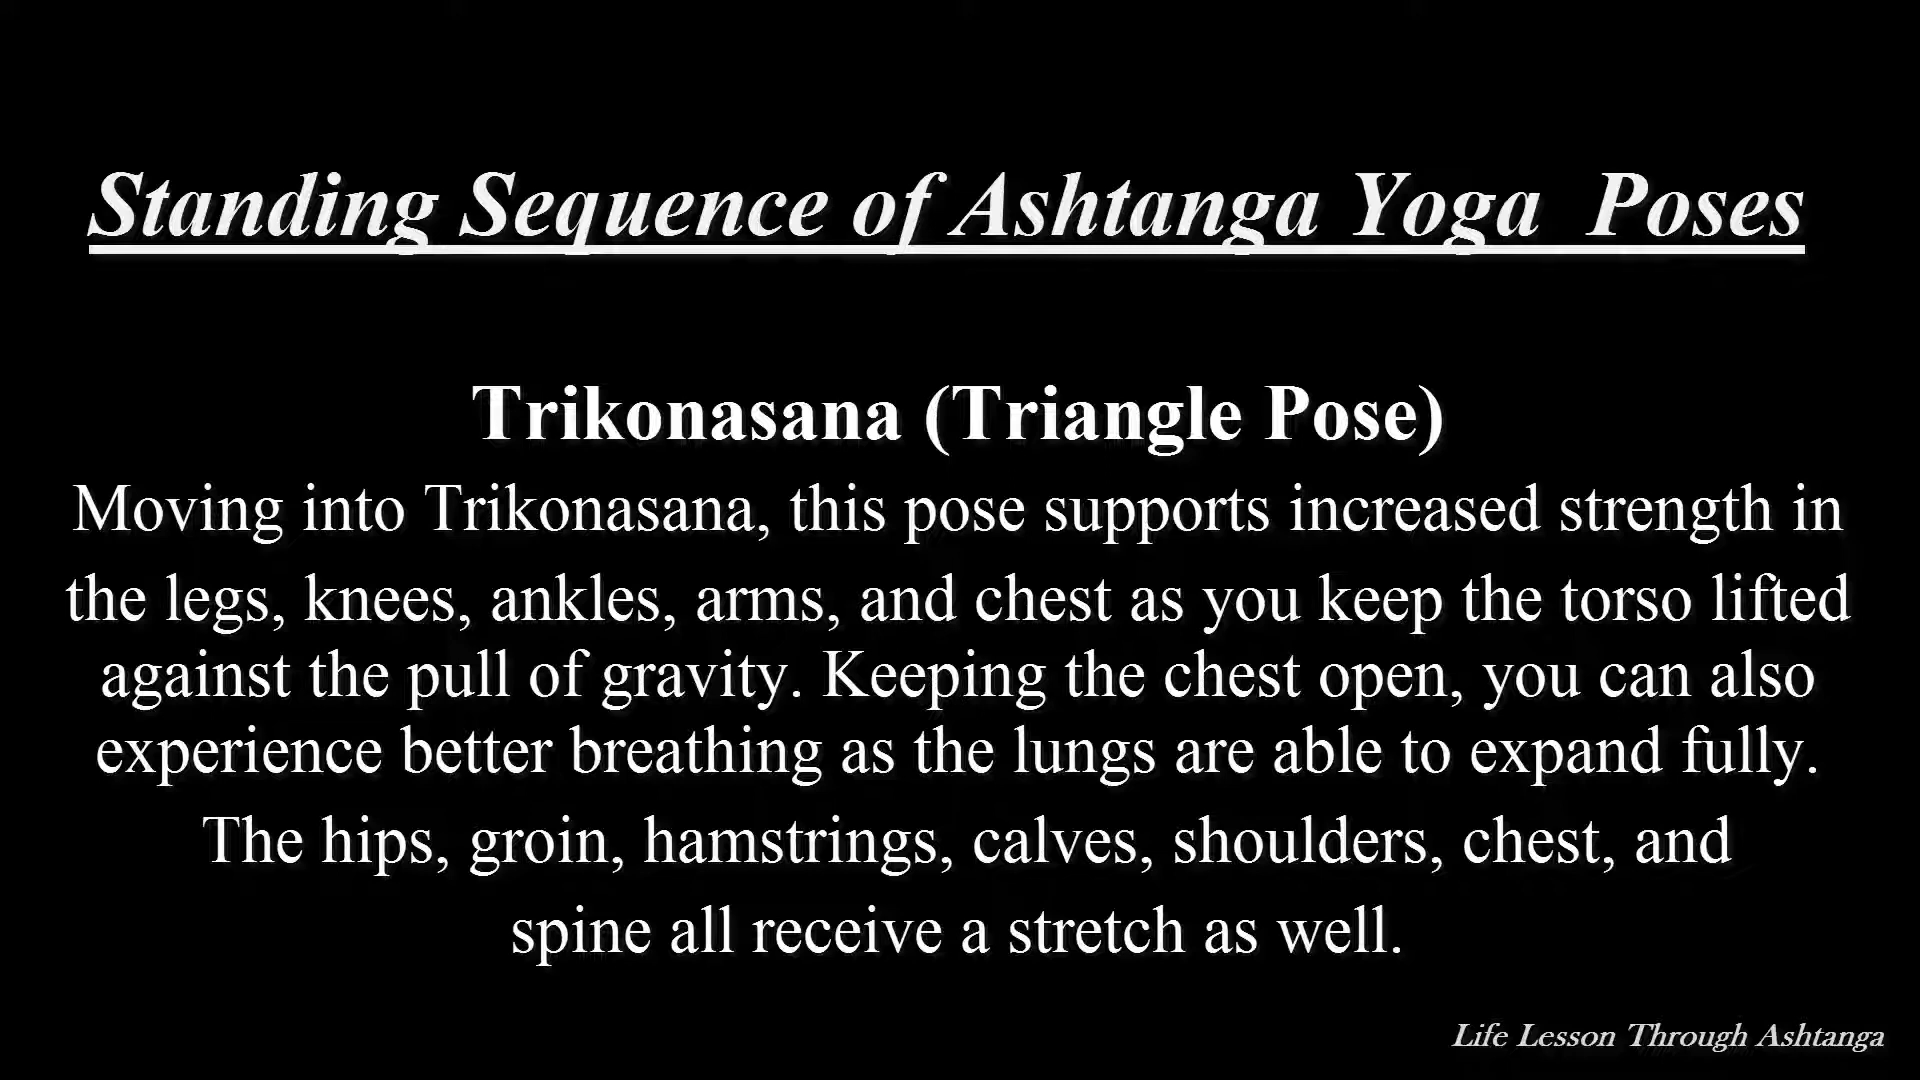 Standing Sequence of Ashtanga Yoga  Poses
Trikonasana (Triangle Pose)
Moving into Trikonasana, this pose supports increased strength in
the legs, knees, ankles, arms, and chest as you keep the torso lifted
against the pull of gravity. Keeping the chest open, you can also
experience better breathing as the lungs are able to expand fully.
The hips, groin, hamstrings, calves, shoulders, chest, and
spine all receive a stretch as well.
Life Lesson Through Ashtanga